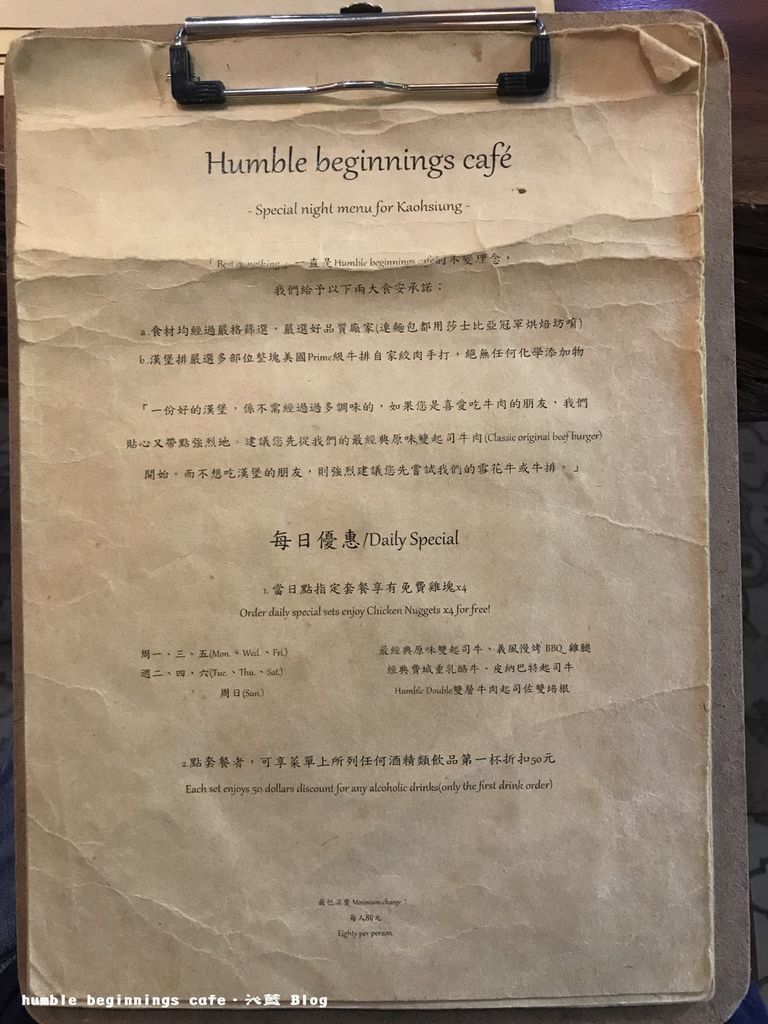 Humble beginnings café
- Special night menu for Kaohsiung -
一直是Humble beginnings café的不變理念，
我們給予以下兩大食安承諾；
a.食材均經過嚴格篩選，嚴選好品質廠家(連麵包都用莎士比亞冠軍烘焙坊唷)
b.漢堡排嚴選多部位整塊美國Prime級牛排自家絞肉手打，絕無任何化學添加物
「一份好的漢堡，係不需經過過多調味的，如果您是喜愛吃牛肉的朋友，我們
貼心又帶點強烈地。建議您先從我們的最經典原味雙起司牛肉(Classic original beef burger)
開始。而不想吃漢堡的朋友，則強烈建議您先嘗試我們的雪花牛或牛排。」
每日優惠/Daily Special
1. 當日點指定套餐享有免費雞塊x4
Order daily special sets enjoy Chicken Nuggets x4 for free!
周一、三、五(Mon.、Wed.、Fri.) 最經典原味雙起司牛、義風慢烤 BBQ 雞腿
週二、四、六(Tue.、Thu.、Sat.) 經典費城重乳酪牛、皮納巴特起司牛
周日(Sun.) Humble Double雙層牛肉起司佐雙培根
2.點套餐者，可享菜單上所列任何酒精類飲品第一杯折扣50元
Each set enjoys 50 dollars discount for any alcoholic drinks(only the first drink order)
最低消費 Minimum charge：
每人80元
Eighty per person.
humble beginnings cafe‧沁藍 Blog